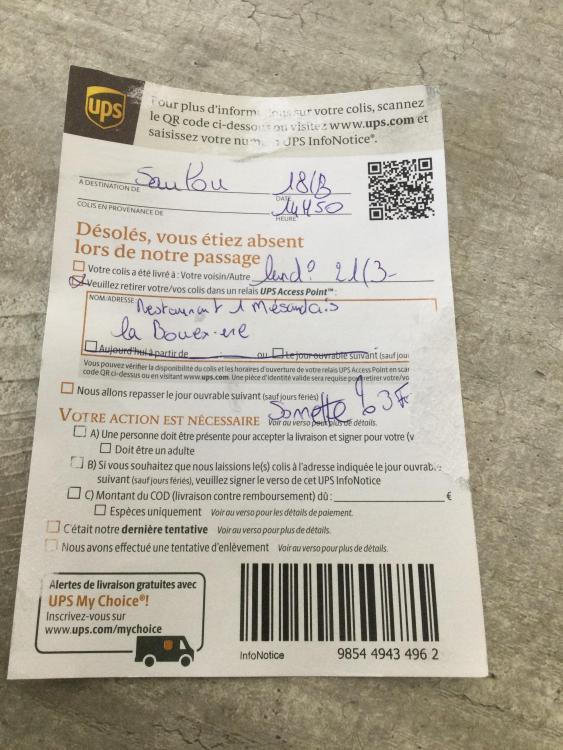 ups
Pour plus d'inform sur votre colis, scannez
le QR code ci-dessous ou visitez www.ups.com et
saisissez votre num UPS InfoNotice®.
A DESTINATION DE 18/3
DATE
COLIS EN PROVENANCE DE 14h50
HEURE
Désolés, vous étiez absent
lors de notre passage
Votre colis a été livré à : Votre voisin/Autre lundi 21/3
Veuillez retirer votre/vos colis dans un relais UPS Access Point™ :
NOM/ADRESSE Restaurant
la
Aujourd'hui à partir de ou Le jour ouvrable suivant (sauf jou
Vous pouvez vérifier la disponibilité du colis et les horaires d'ouverture de votre relais UPS Access Point en scan
code QR ci-dessus ou en visitant www.ups.com. Une pièce d'identité valide sera requise pour retirer votre/vo
Nous allons repasser le jour ouvrable suivant (sauf jours fériés)
VOTRE ACTION EST NÉCESSAIRE Voir au verso pour plus de détails.
A) Une personne doit être présente pour accepter la livraison et signer pour votre (v
Doit être un adulte
B) Si vous souhaitez que nous laissions le(s) colis à l'adresse indiquée le jour ouvrab
suivant (sauf jours fériés), veuillez signer le verso de cet UPS InfoNotice
C) Montant du COD (livraison contre remboursement) dû : €
Espèces uniquement Voir au verso pour les détails de paiement.
C'était notre dernière tentative Voir au verso pour plus de détails.
Nous avons effectué une tentative d'enlèvement Voir au verso pour plus de détails.
Alertes de livraison gratuites avec
UPS My Choice®!
Inscrivez-vous sur
www.ups.com/mychoice
InfoNotice 9854 4943 496 2